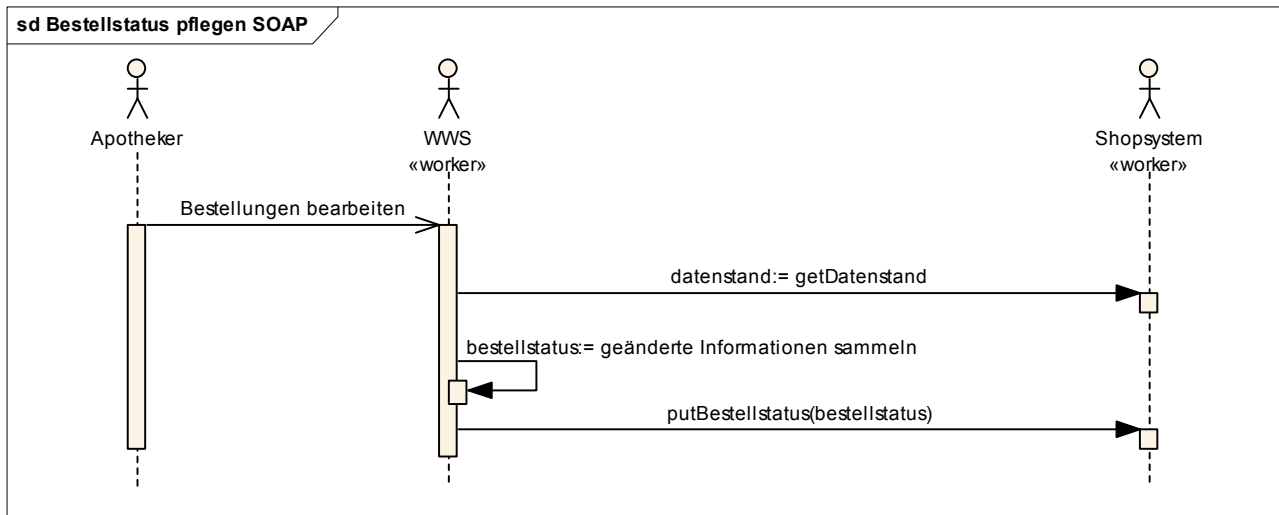 sd Bestellstatus pflegen SOAP
Apotheker
WWS
«worker»
Shopsystem
«worker»
Bestellungen bearbeiten
datenstand:= getDatenstand
bestellstatus:= geänderte Informationen sammeln
putBestellstatus(bestellstatus)